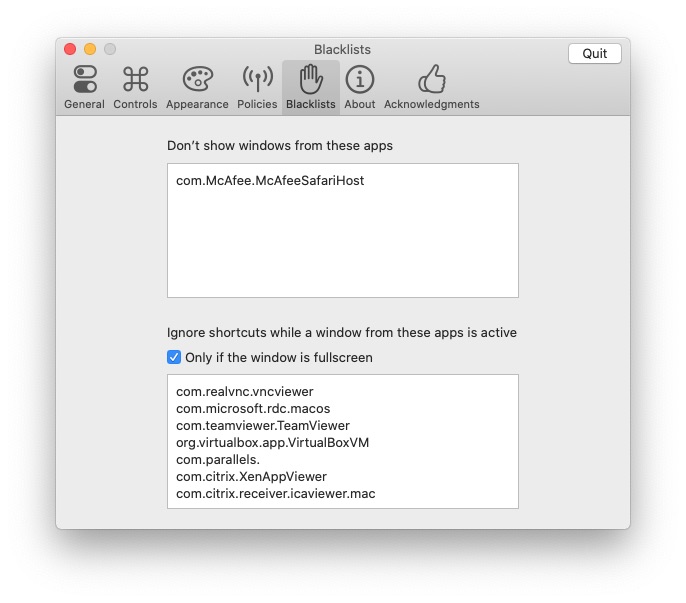 Blacklists
Quit
General Controls Appearance Policies Blacklists About Acknowledgments
Don’t show windows from these apps
com.McAfee.McAfeeSafariHost
Ignore shortcuts while a window from these apps is active
Only if the window is fullscreen
com.realvnc.vncviewer
com.microsoft.rdc.macos
com.teamviewer.TeamViewer
org.virtualbox.app.VirtualBoxVM
com.parallels.
com.citrix.XenAppViewer
com.citrix.receiver.icaviewer.mac